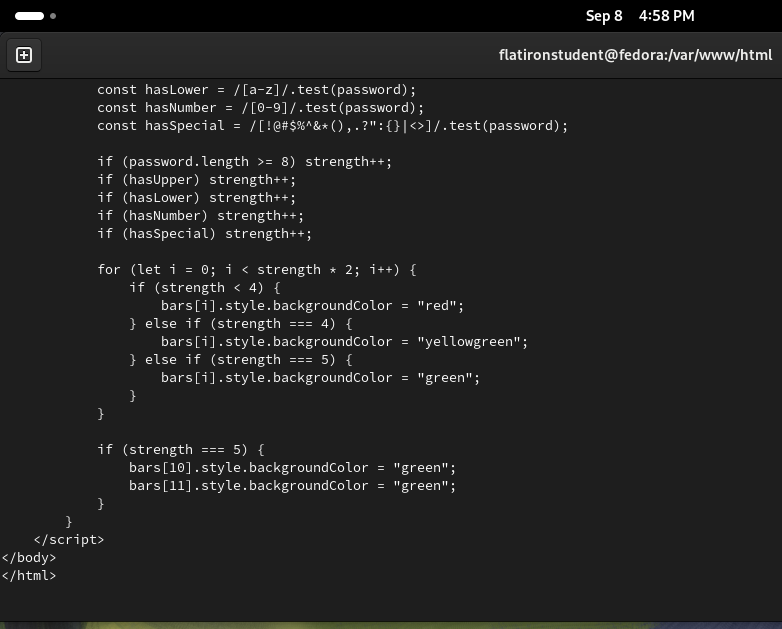 Sep 8 4:58 PM
flatironstudent@fedora:/var/www/html
const hasLower = /[a-z]/.test(password);
const hasNumber = /[0-9]/.test(password);
const hasSpecial = /[!@#$%^&*(),.?":{}|<>]/.test(password);
if (password.length >= 8) strength++;
if (hasUpper) strength++;
if (hasLower) strength++;
if (hasNumber) strength++;
if (hasSpecial) strength++;
for (let i = 0; i < strength * 2; i++) {
if (strength < 4) {
bars[i].style.backgroundColor = "red";
} else if (strength === 4) {
bars[i].style.backgroundColor = "yellowgreen";
} else if (strength === 5) {
bars[i].style.backgroundColor = "green";
}
}
if (strength === 5) {
bars[10].style.backgroundColor = "green";
bars[11].style.backgroundColor = "green";
}
}
</script>
</body>
</html>